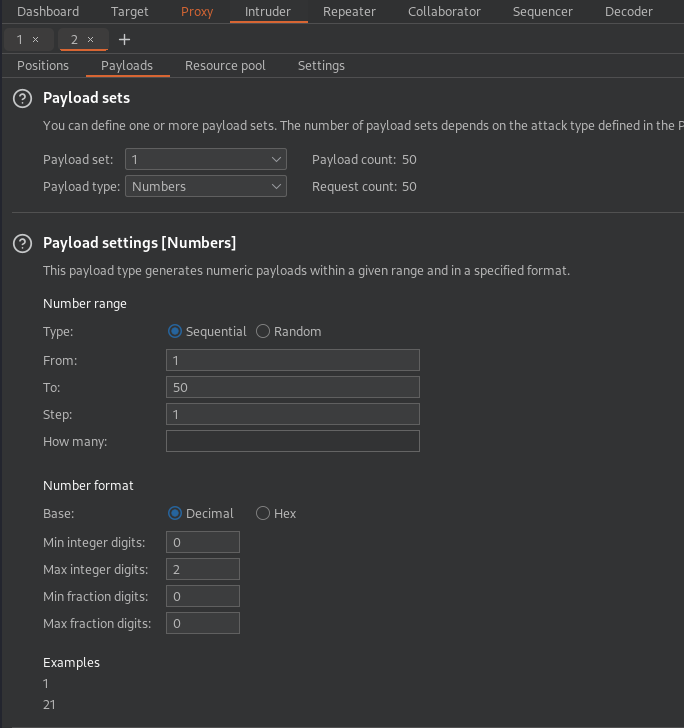 Dashboard Target Proxy Intruder Repeater Collaborator Sequencer Decoder
1 × 2 × +
Positions Payloads Resource pool Settings
? Payload sets
You can define one or more payload sets. The number of payload sets depends on the attack type defined in the P
Payload set: 1 Payload count: 50
Payload type: Numbers Request count: 50
? Payload settings [Numbers]
This payload type generates numeric payloads within a given range and in a specified format.
Number range
Type: Sequential Random
From: 1
To: 50
Step: 1
How many:
Number format
Base: Decimal Hex
Min integer digits: 0
Max integer digits: 2
Min fraction digits: 0
Max fraction digits: 0
Examples
1
21